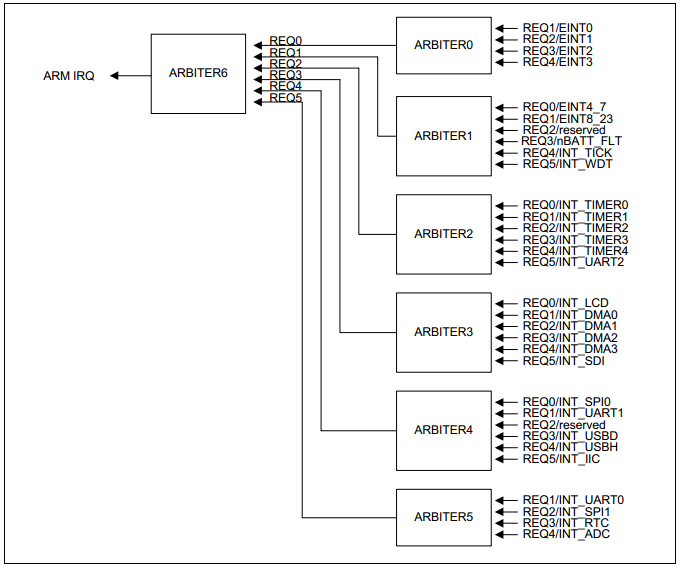 ARM IRQ
ARBITER6
REQ0
REQ1
REQ2
REQ3
REQ4
REQ5
ARBITER0
REQ1/EINT0
REQ2/EINT1
REQ3/EINT2
REQ4/EINT3
ARBITER1
REQ0/EINT4_7
REQ1/EINT8_23
REQ2/reserved
REQ3/nBATT_FLT
REQ4/INT_TICK
REQ5/INT_WDT
ARBITER2
REQ0/INT_TIMER0
REQ1/INT_TIMER1
REQ2/INT_TIMER2
REQ3/INT_TIMER3
REQ4/INT_TIMER4
REQ5/INT_UART2
ARBITER3
REQ0/INT_LCD
REQ1/INT_DMA0
REQ2/INT_DMA1
REQ3/INT_DMA2
REQ4/INT_DMA3
REQ5/INT_SDI
ARBITER4
REQ0/INT_SPI0
REQ1/INT_UART1
REQ2/reserved
REQ3/INT_USBD
REQ4/INT_USBH
REQ5/INT_IIC
ARBITER5
REQ1/INT_UART0
REQ2/INT_SPI1
REQ3/INT_RTC
REQ4/INT_ADC